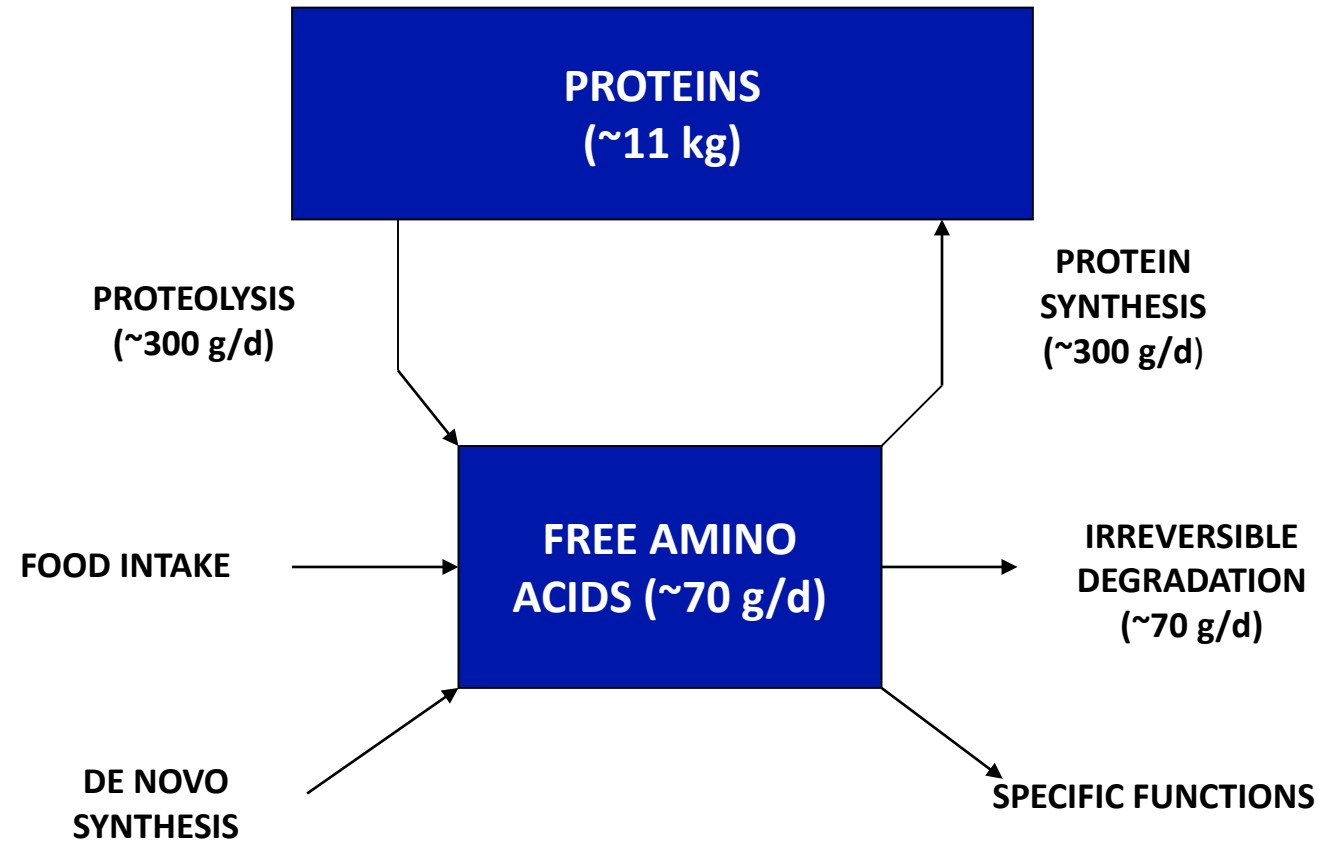 PROTEINS
(~11 kg)
PROTEOLYSIS
(~300 g/d)
PROTEIN
SYNTHESIS
(~300 g/d)
FOOD INTAKE
FREE AMINO
ACIDS (~70 g/d)
IRREVERSIBLE
DEGRADATION
(~70 g/d)
DE NOVO
SYNTHESIS
SPECIFIC FUNCTIONS